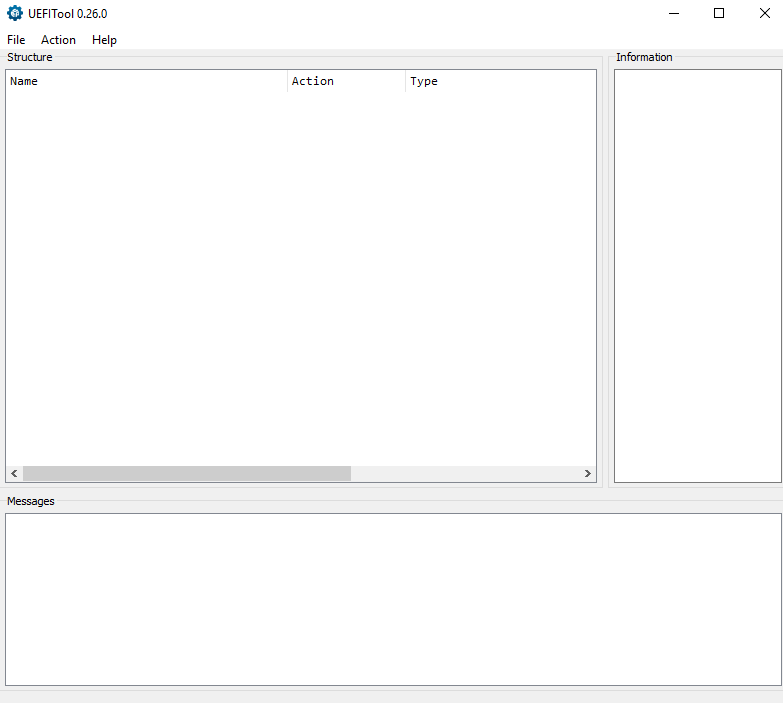 UEFITool 0.26.0
File Action Help
Structure
Information
Name Action Type
Messages